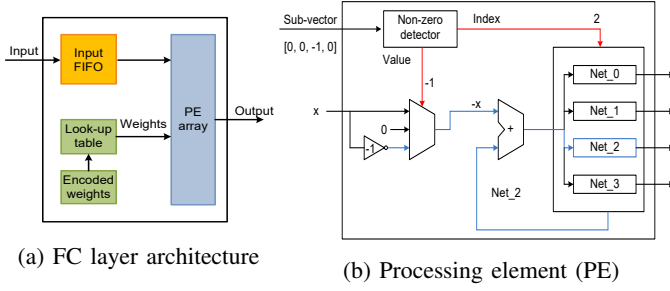 Input
Input
FIFO
Look-up
table
Weights
Encoded
weights
PE
array
Output
(a) FC layer architecture
Sub-vector
[0, 0, -1, 0]
Non-zero
detector
Index
2
Value
-1
x
0
-1
-x
+
Net_2
Net_0
Net_1
Net_2
Net_3
(b) Processing element (PE)